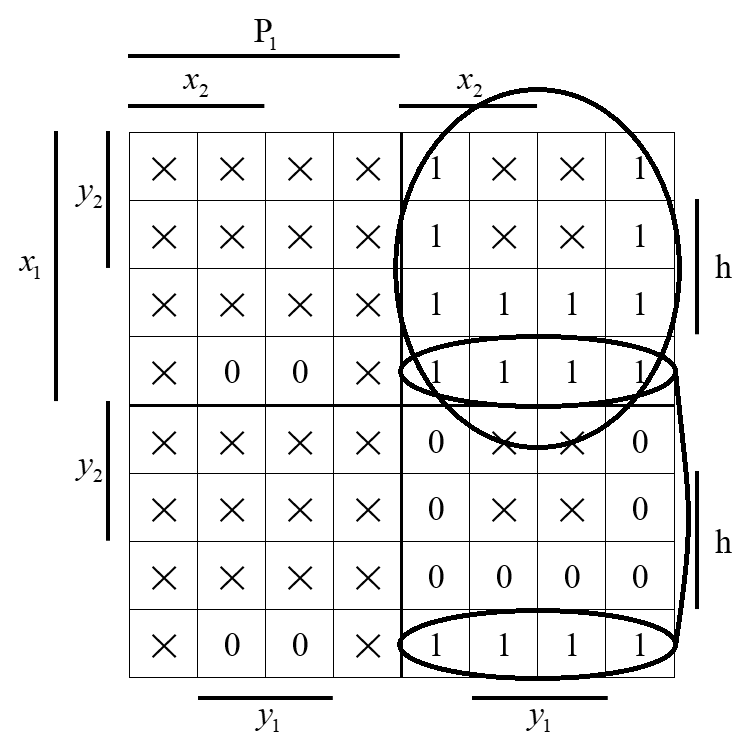 P₁
x₂ x₂
× × × × 1 × × 1
y₂
× × × × 1 × × 1
x₁ h
× × × × 1 1 1 1
× 0 0 × 1 1 1 1
× × × × 0 × × 0
y₂
× × × × 0 × × 0
h
× × × × 0 0 0 0
× 0 0 × 1 1 1 1
y₁ y₁